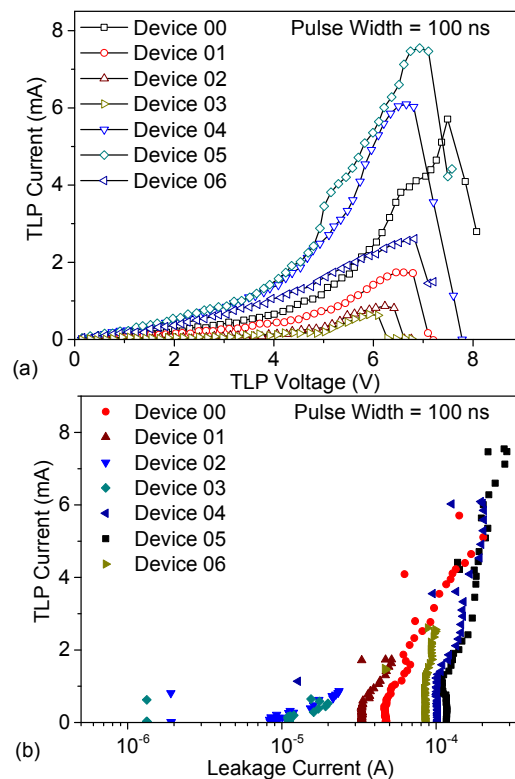 Pulse Width = 100 ns
Device 00
Device 01
Device 02
Device 03
Device 04
Device 05
Device 06
TLP Current (mA)
8
6
4
2
0
0 2 4 6 8
TLP Voltage (V)
(a)
Pulse Width = 100 ns
Device 00
Device 01
Device 02
Device 03
Device 04
Device 05
Device 06
TLP Current (mA)
8
6
4
2
0
10⁻⁶ 10⁻⁵ 10⁻⁴
Leakage Current (A)
(b)